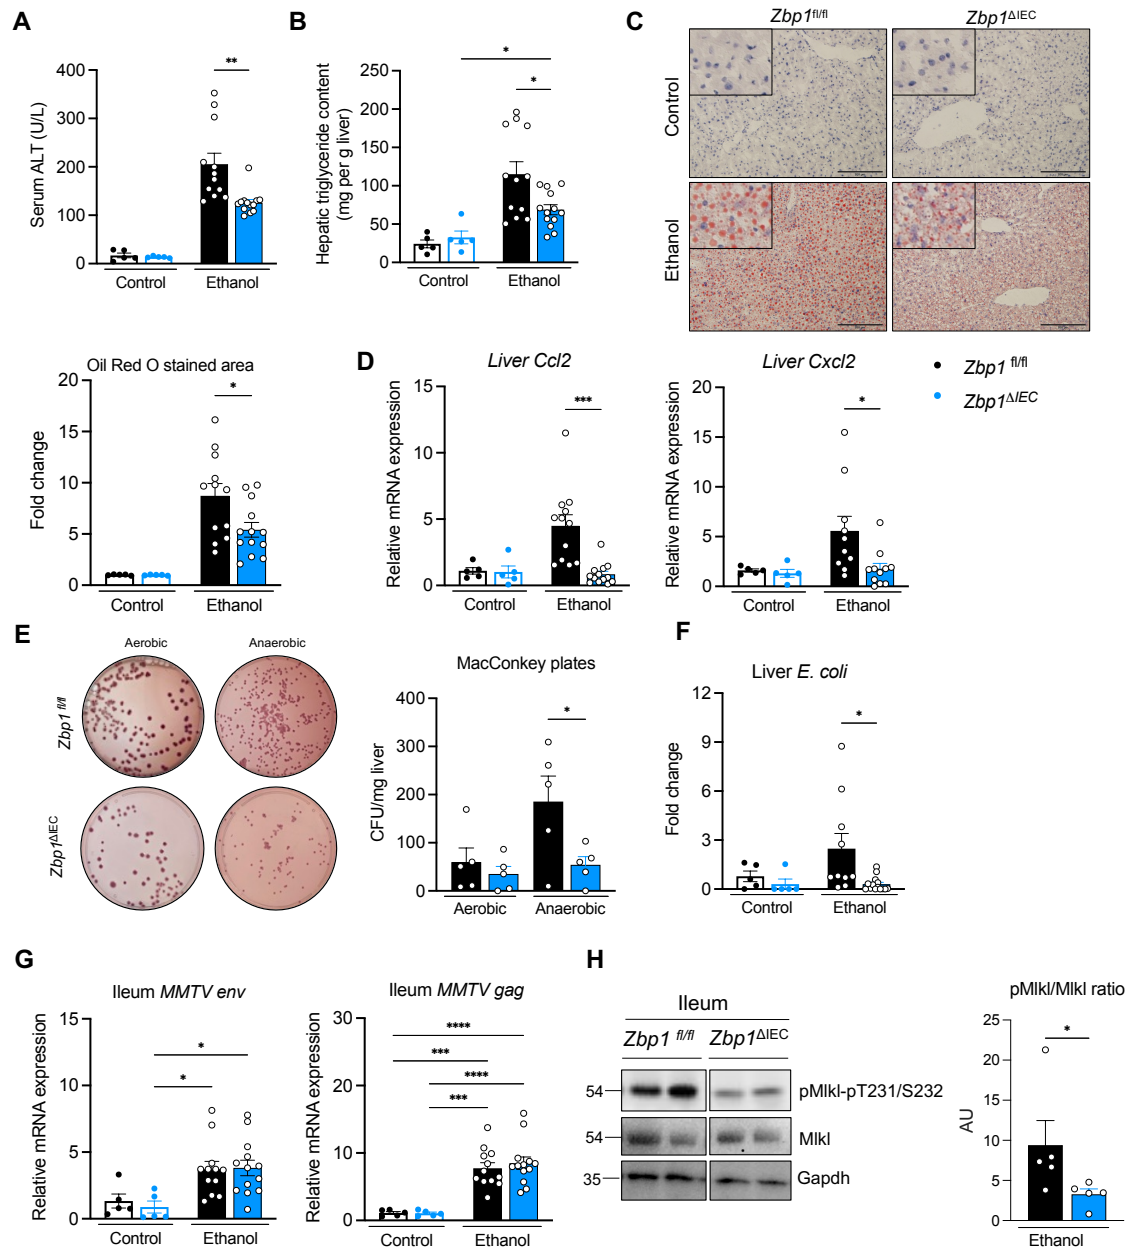 A
Serum ALT (U/L)
400
300
200
100
0
**
Control
Ethanol
B
Hepatic triglyceride content
(mg per g liver)
250
200
150
100
50
0
*
*
Control
Ethanol
C
Zbp1fl/fl
Zbp1ΔIEC
Control
Ethanol
Oil Red O stained area
Fold change
20
15
10
5
0
*
Control
Ethanol
D
Liver Ccl2
Relative mRNA expression
15
10
5
0
***
Control
Ethanol
Liver Cxcl2
Relative mRNA expression
20
15
10
5
0
*
Control
Ethanol
Zbp1 fl/fl
Zbp1ΔIEC
E
Aerobic
Anaerobic
Zbp1 fl/fl
Zbp1ΔIEC
MacConkey plates
CFU/mg liver
400
300
200
100
0
*
Aerobic
Anaerobic
F
Liver E. coli
Fold change
12
9
6
3
0
*
Control
Ethanol
G
Ileum MMTV env
Relative mRNA expression
15
10
5
0
*
*
Control
Ethanol
Ileum MMTV gag
Relative mRNA expression
30
20
10
0
****
***
****
***
Control
Ethanol
H
Ileum
Zbp1 fl/fl
Zbp1ΔIEC
54
pMlkl-pT231/S232
54
Mlkl
35
Gapdh
pMlkl/Mlkl ratio
AU
25
20
15
10
5
0
*
Ethanol